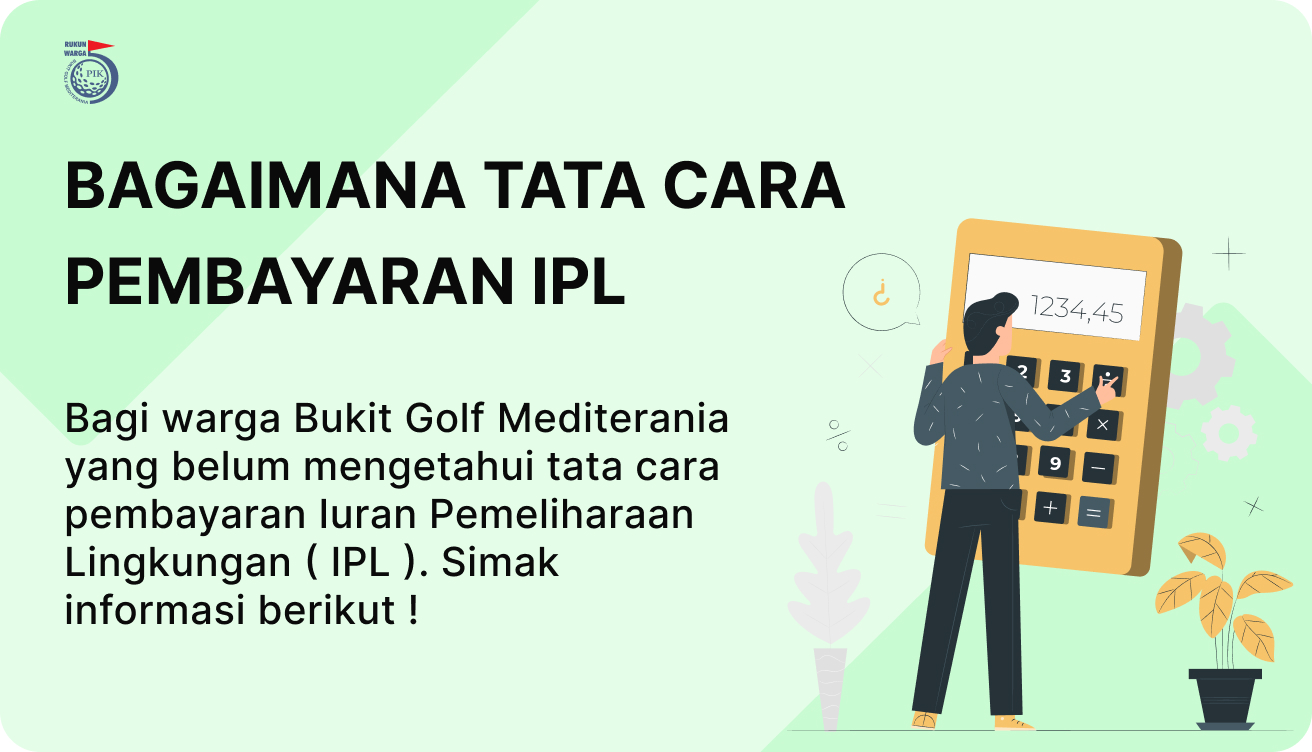 RUKUN
WARGA
PIK
BUKIT GOLF MEDITERANIA
BAGAIMANA TATA CARA
PEMBAYARAN IPL
Bagi warga Bukit Golf Mediterania
yang belum mengetahui tata cara
pembayaran Iuran Pemeliharaan
Lingkungan ( IPL ). Simak
informasi berikut !
¿
1234,45
2 3 ÷
×
9 −
+ =
%